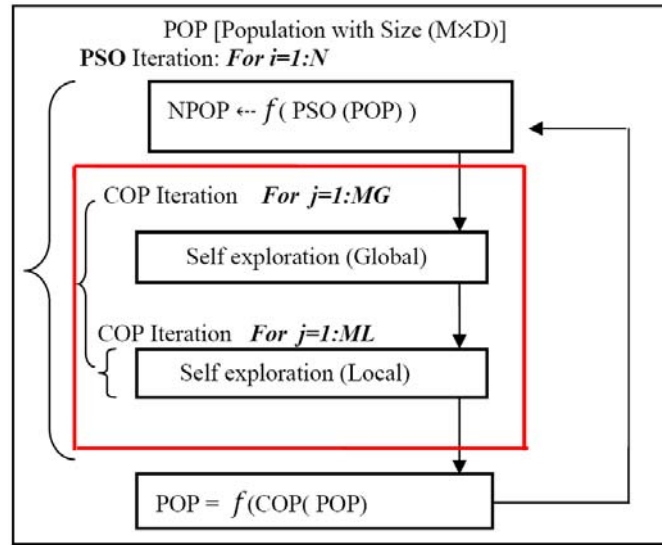 POP [Population with Size (M×D)]
PSO Iteration: For i=1:N
NPOP ⇠ f( PSO (POP) )
COP Iteration For j=1:MG
Self exploration (Global)
COP Iteration For j=1:ML
Self exploration (Local)
POP = f(COP( POP)